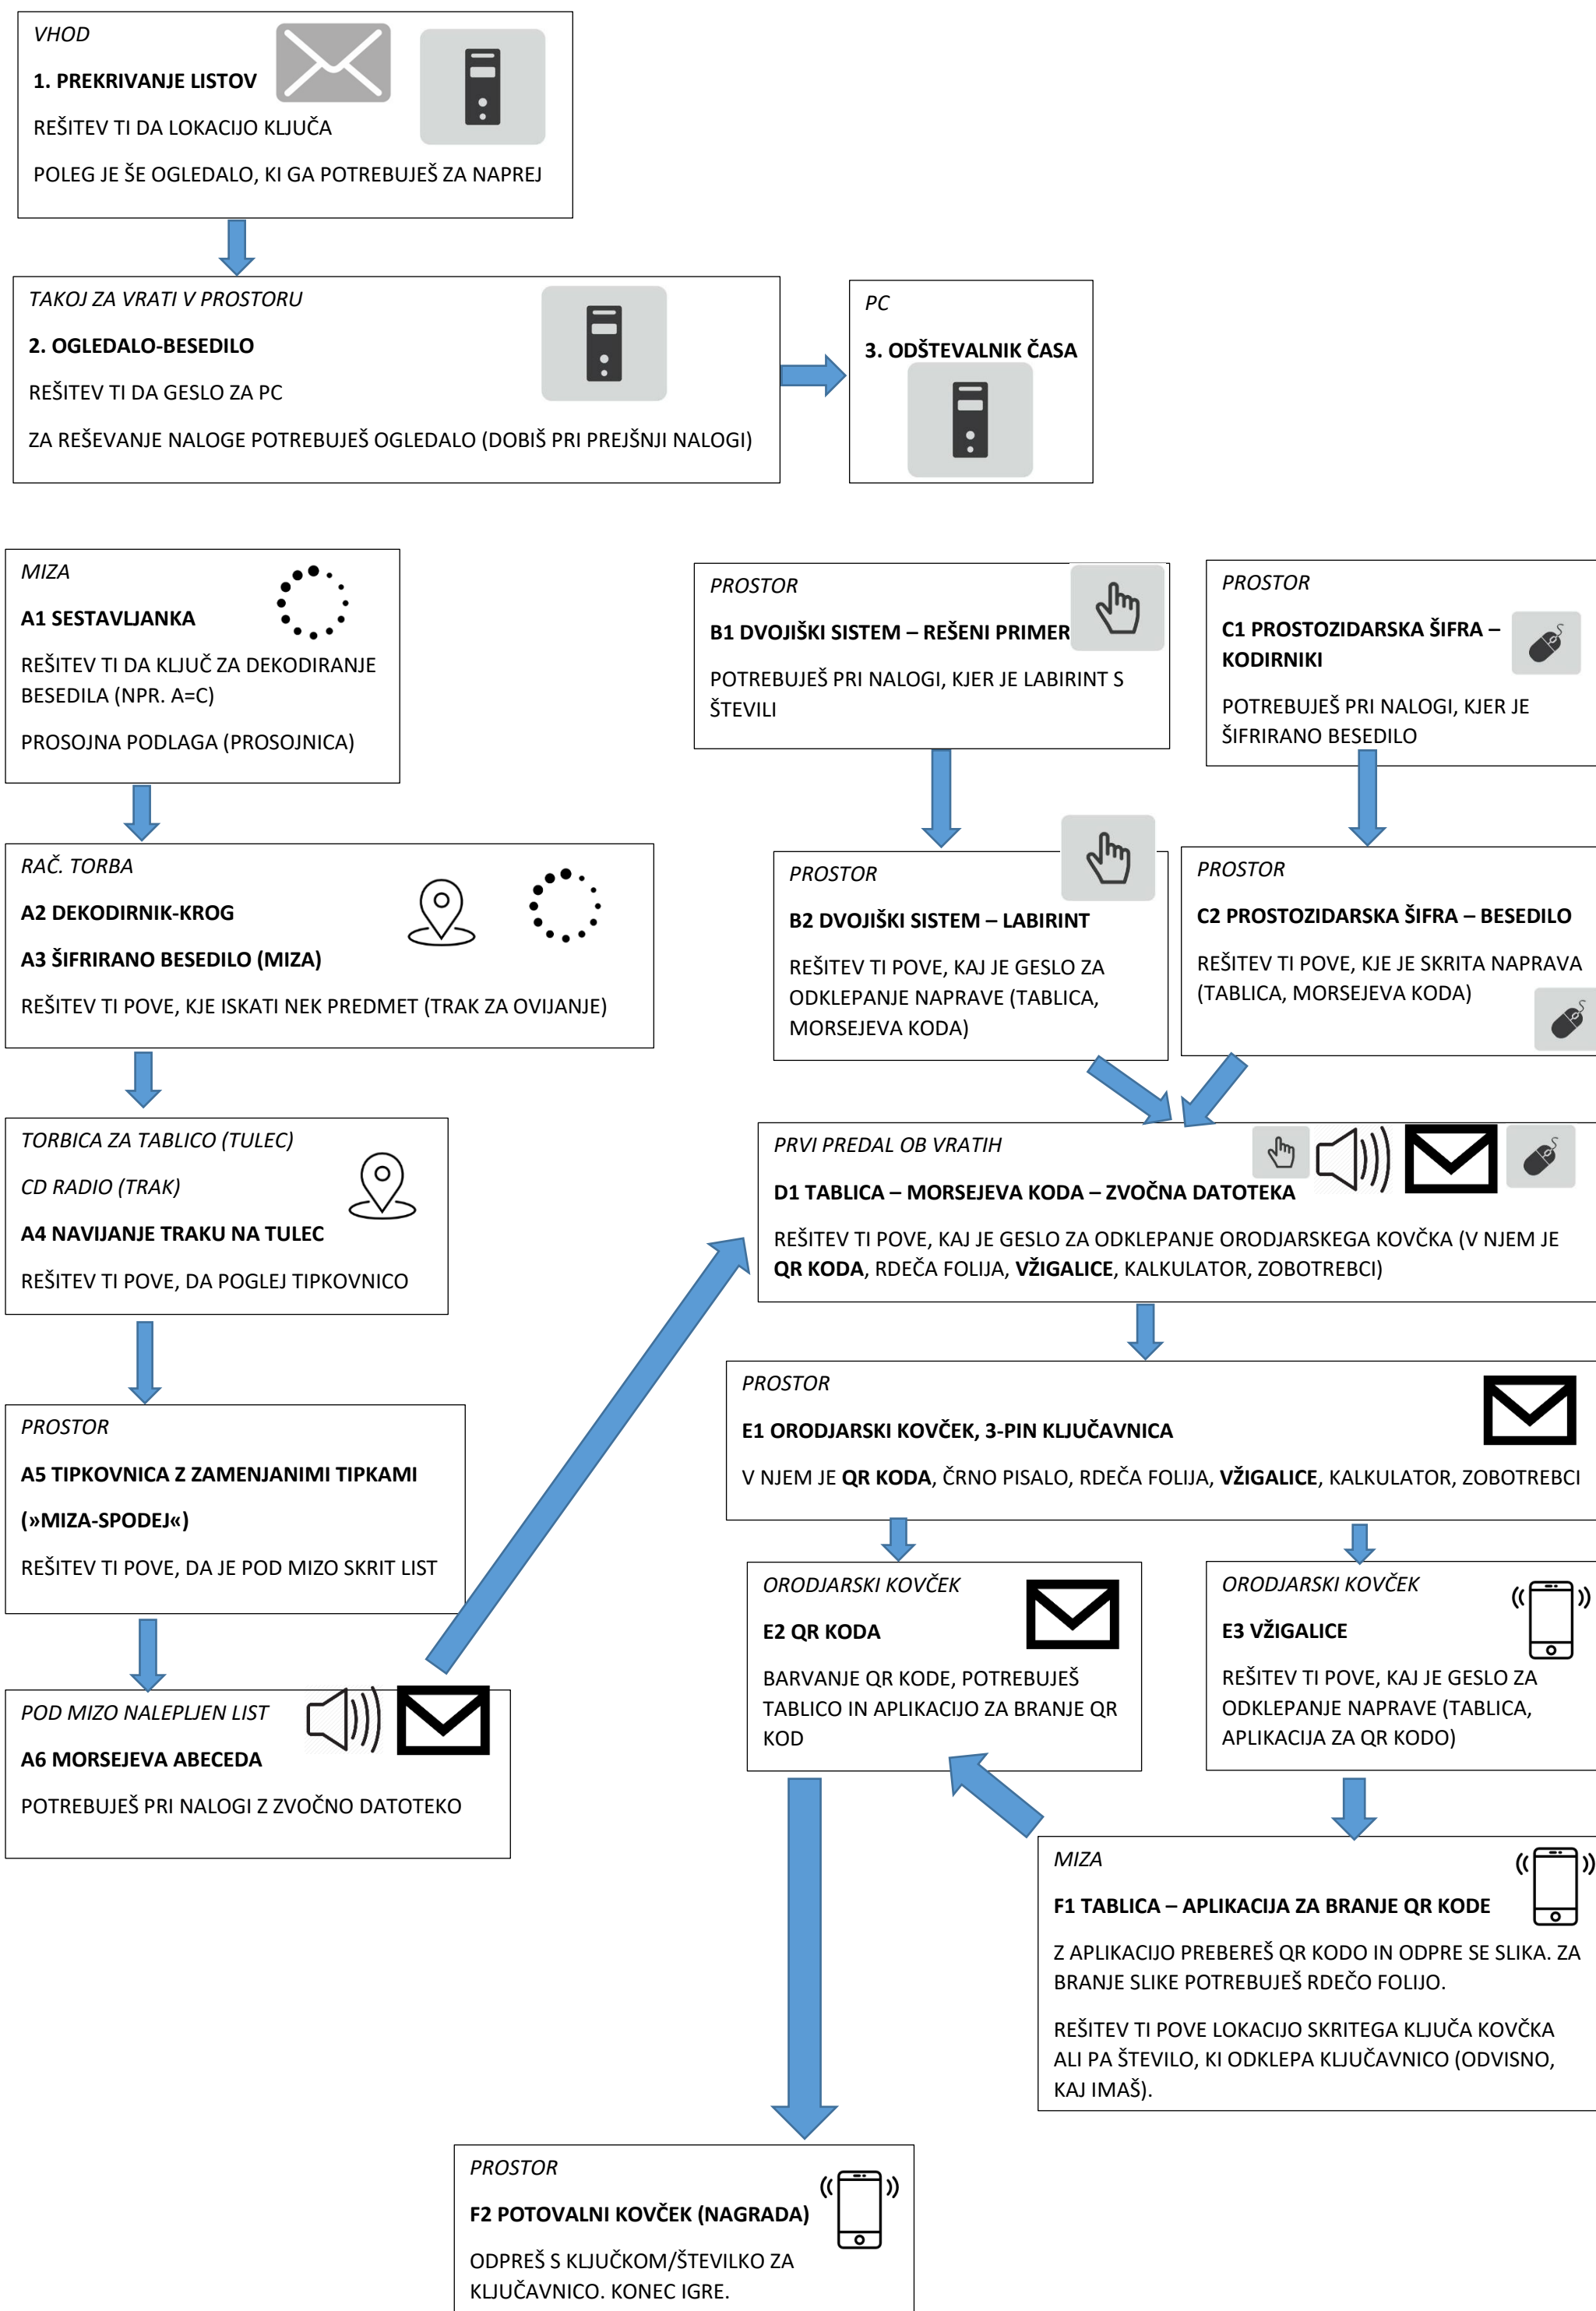 VHOD
1. PREKRIVANJE LISTOV
REŠITEV TI DA LOKACIJO KLJUČA
POLEG JE ŠE OGLEDALO, KI GA POTREBUJEŠ ZA NAPREJ
TAKOJ ZA VRATI V PROSTORU
2. OGLEDALO-BESEDILO
REŠITEV TI DA GESLO ZA PC
ZA REŠEVANJE NALOGE POTREBUJEŠ OGLEDALO (DOBIŠ PRI PREJŠNJI NALOGI)
PC
3. ODŠTEVALNIK ČASA
MIZA
A1 SESTAVLJANKA
REŠITEV TI DA KLJUČ ZA DEKODIRANJE
BESEDILA (NPR. A=C)
PROSOJNA PODLAGA (PROSOJNICA)
PROSTOR
B1 DVOJIŠKI SISTEM – REŠENI PRIMER
POTREBUJEŠ PRI NALOGI, KJER JE LABIRINT S
ŠTEVILI
PROSTOR
C1 PROSTOZIDARSKA ŠIFRA –
KODIRNIKI
POTREBUJEŠ PRI NALOGI, KJER JE
ŠIFRIRANO BESEDILO
RAČ. TORBA
A2 DEKODIRNIK-KROG
A3 ŠIFRIRANO BESEDILO (MIZA)
REŠITEV TI POVE, KJE ISKATI NEK PREDMET (TRAK ZA OVIJANJE)
PROSTOR
B2 DVOJIŠKI SISTEM – LABIRINT
REŠITEV TI POVE, KAJ JE GESLO ZA
ODKLEPANJE NAPRAVE (TABLICA,
MORSEJEVA KODA)
PROSTOR
C2 PROSTOZIDARSKA ŠIFRA – BESEDILO
REŠITEV TI POVE, KJE JE SKRITA NAPRAVA
(TABLICA, MORSEJEVA KODA)
TORBICA ZA TABLICO (TULEC)
CD RADIO (TRAK)
A4 NAVIJANJE TRAKU NA TULEC
REŠITEV TI POVE, DA POGLEJ TIPKOVNICO
PRVI PREDAL OB VRATIH
D1 TABLICA – MORSEJEVA KODA – ZVOČNA DATOTEKA
REŠITEV TI POVE, KAJ JE GESLO ZA ODKLEPANJE ORODJARSKEGA KOVČKA (V NJEM JE
QR KODA, RDEČA FOLIJA, VŽIGALICE, KALKULATOR, ZOBOTREBCI)
PROSTOR
A5 TIPKOVNICA Z ZAMENJANIMI TIPKAMI
(»MIZA-SPODEJ«)
REŠITEV TI POVE, DA JE POD MIZO SKRIT LIST
PROSTOR
E1 ORODJARSKI KOVČEK, 3-PIN KLJUČAVNICA
V NJEM JE QR KODA, ČRNO PISALO, RDEČA FOLIJA, VŽIGALICE, KALKULATOR, ZOBOTREBCI
POD MIZO NALEPLJEN LIST
A6 MORSEJEVA ABECEDA
POTREBUJEŠ PRI NALOGI Z ZVOČNO DATOTEKO
ORODJARSKI KOVČEK
E2 QR KODA
BARVANJE QR KODE, POTREBUJEŠ
TABLICO IN APLIKACIJO ZA BRANJE QR
KOD
ORODJARSKI KOVČEK
E3 VŽIGALICE
REŠITEV TI POVE, KAJ JE GESLO ZA
ODKLEPANJE NAPRAVE (TABLICA,
APLIKACIJA ZA QR KODO)
MIZA
F1 TABLICA – APLIKACIJA ZA BRANJE QR KODE
Z APLIKACIJO PREBEREŠ QR KODO IN ODPRE SE SLIKA. ZA
BRANJE SLIKE POTREBUJEŠ RDEČO FOLIJO.
REŠITEV TI POVE LOKACIJO SKRITEGA KLJUČA KOVČKA
ALI PA ŠTEVILO, KI ODKLEPA KLJUČAVNICO (ODVISNO,
KAJ IMAŠ).
PROSTOR
F2 POTOVALNI KOVČEK (NAGRADA)
ODPREŠ S KLJUČKOM/ŠTEVILKO ZA
KLJUČAVNICO. KONEC IGRE.